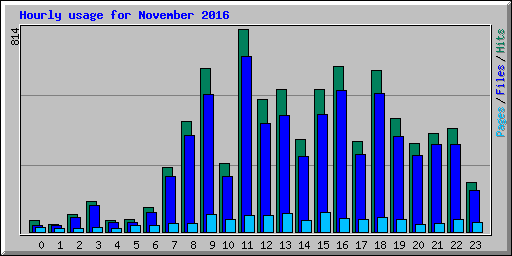 Hourly usage for November 2016
814
Pages/Files/Hits
0 1 2 3 4 5 6 7 8 9 10 11 12 13 14 15 16 17 18 19 20 21 22 23